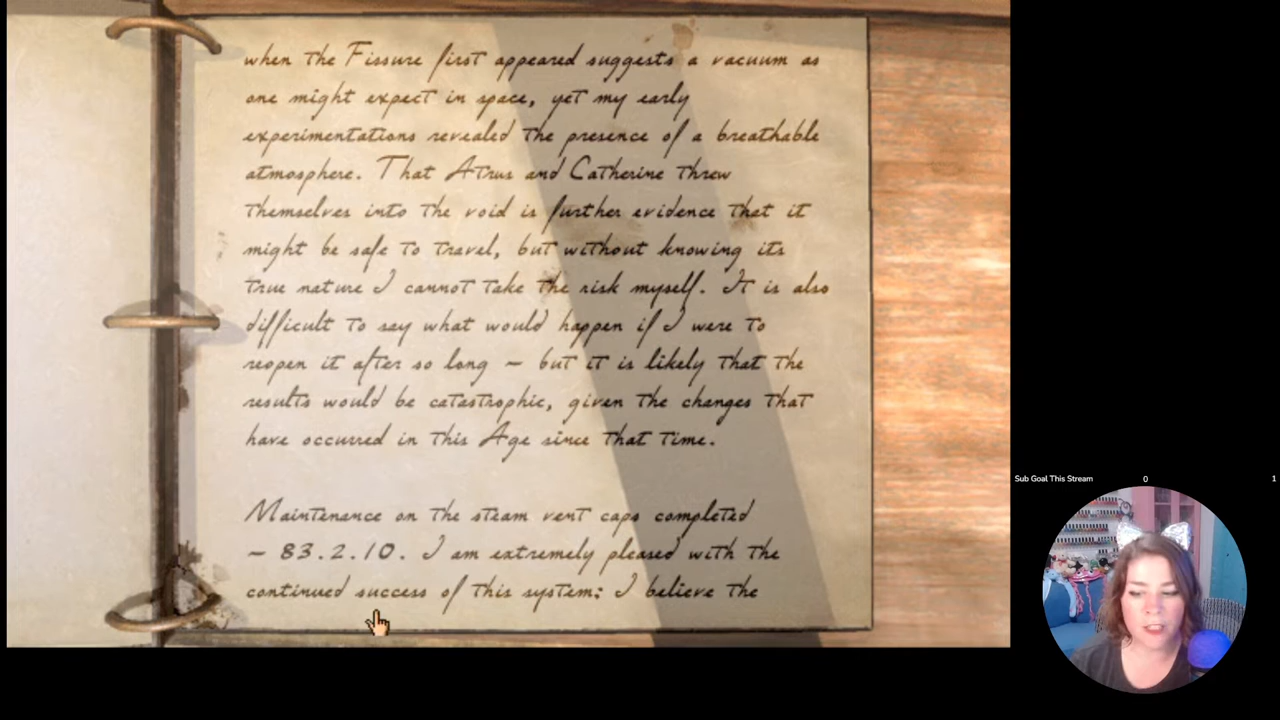 when the Fissure first appeared suggests a vacuum as
one might expect in space, yet my early
experimentations revealed the presence of a breathable
atmosphere. That Atrus and Catherine threw
themselves into the void is further evidence that it
might be safe to travel, but without knowing its
true nature I cannot take the risk myself. It is also
difficult to say what would happen if I were to
reopen it after so long – but it is likely that the
results would be catastrophic, given the changes that
have occurred in this Age since that time.
Maintenance on the steam vent caps completed
– 83.2.10. I am extremely pleased with the
continued success of this system; I believe the
Sub Goal This Stream 0 1